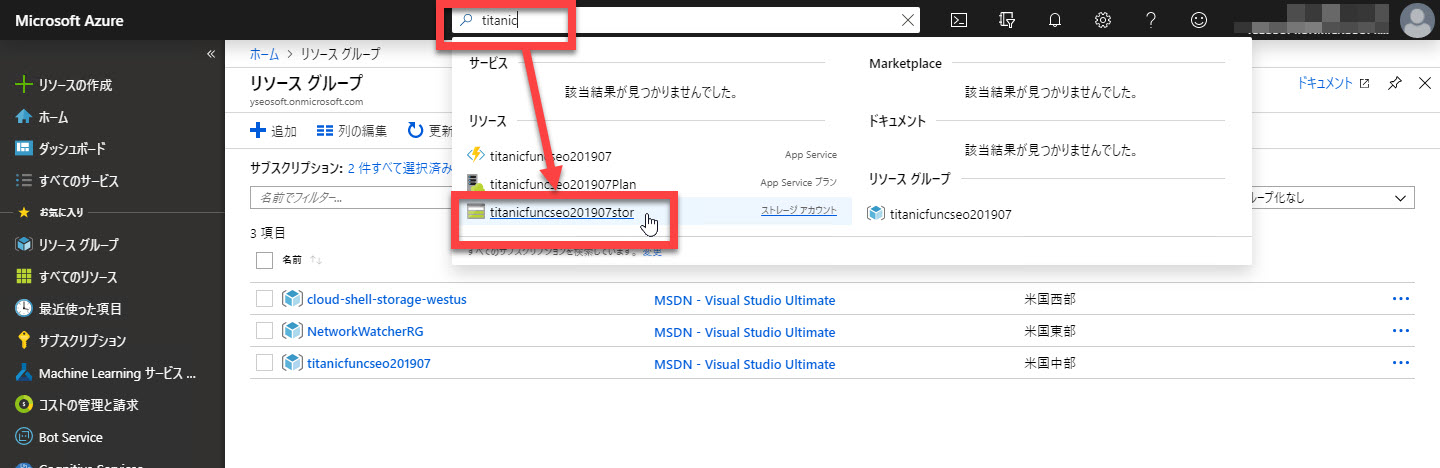 Microsoft Azure
titanic
«
リソースの作成
ホーム
ダッシュボード
すべてのサービス
お気に入り
リソース グループ
すべてのリソース
最近使った項目
サブスクリプション
Machine Learning サービス ...
コストの管理と請求
Bot Service
Cognitive Services
ホーム > リソース グループ
リソース グループ
yseosoft.onmicrosoft.com
ドキュメント
追加
列の編集
更新
サブスクリプション: 2 件すべて選択済み
名前でフィルター...
ループ化なし
サービス
該当結果が見つかりませんでした。
リソース
titanicfuncseo201907 App Service
titanicfuncseo201907Plan App Service プラン
titanicfuncseo201907stor ストレージ アカウント
すべてのサブスクリプションを検索しています。 変更
Marketplace
該当結果が見つかりませんでした。
ドキュメント
該当結果が見つかりませんでした。
リソース グループ
titanicfuncseo201907
3 項目
名前 ↑↓
cloud-shell-storage-westus MSDN - Visual Studio Ultimate 米国西部 ...
NetworkWatcherRG MSDN - Visual Studio Ultimate 米国東部 ...
titanicfuncseo201907 MSDN - Visual Studio Ultimate 米国中部 ...